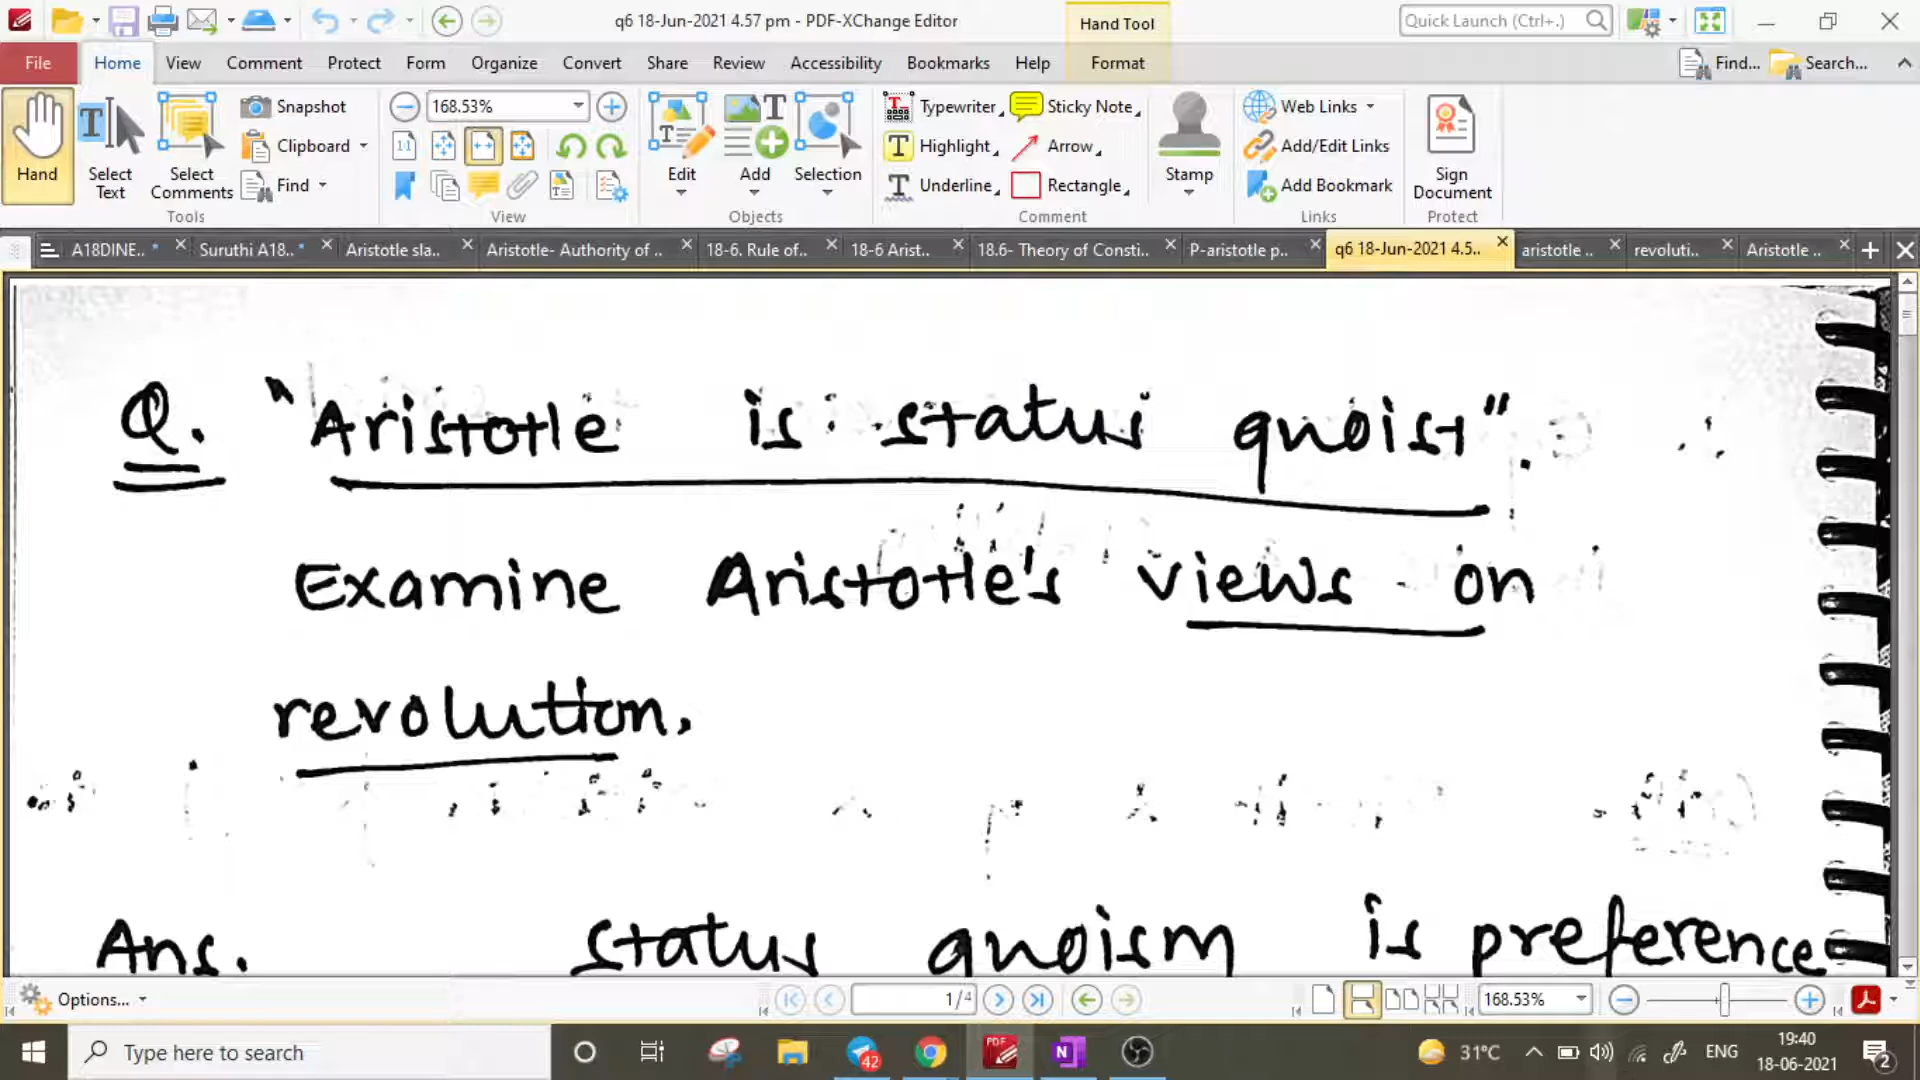 q6 18-Jun-2021 4.57 pm - PDF-XChange Editor
Hand Tool
Quick Launch (Ctrl+.)
File Home View Comment Protect Form Organize Convert Share Review Accessibility Bookmarks Help Format Find... Search...
Hand
Select Text
Select Comments
Snapshot
Clipboard
Find
Tools
168.53%
View
Edit
Add
Selection
Objects
Typewriter Sticky Note
Highlight Arrow
Underline Rectangle
Comment
Stamp
Web Links
Add/Edit Links
Add Bookmark
Links
Sign Document
Protect
A18DINE.. * Suruthi A18.. * Aristotle sla.. Aristotle- Authority of .. 18-6. Rule of.. 18-6 Arist.. 18.6- Theory of Consti.. P-aristotle p.. q6 18-Jun-2021 4.5.. aristotle .. revoluti.. Aristotle ..
Q. "Aristotle is status quoist".
Examine Aristotle's views on
revolution.
Ans. status quoism is preference
Options... 1/4 168.53%
Type here to search
42
31°C ENG 19:40
18-06-2021
2